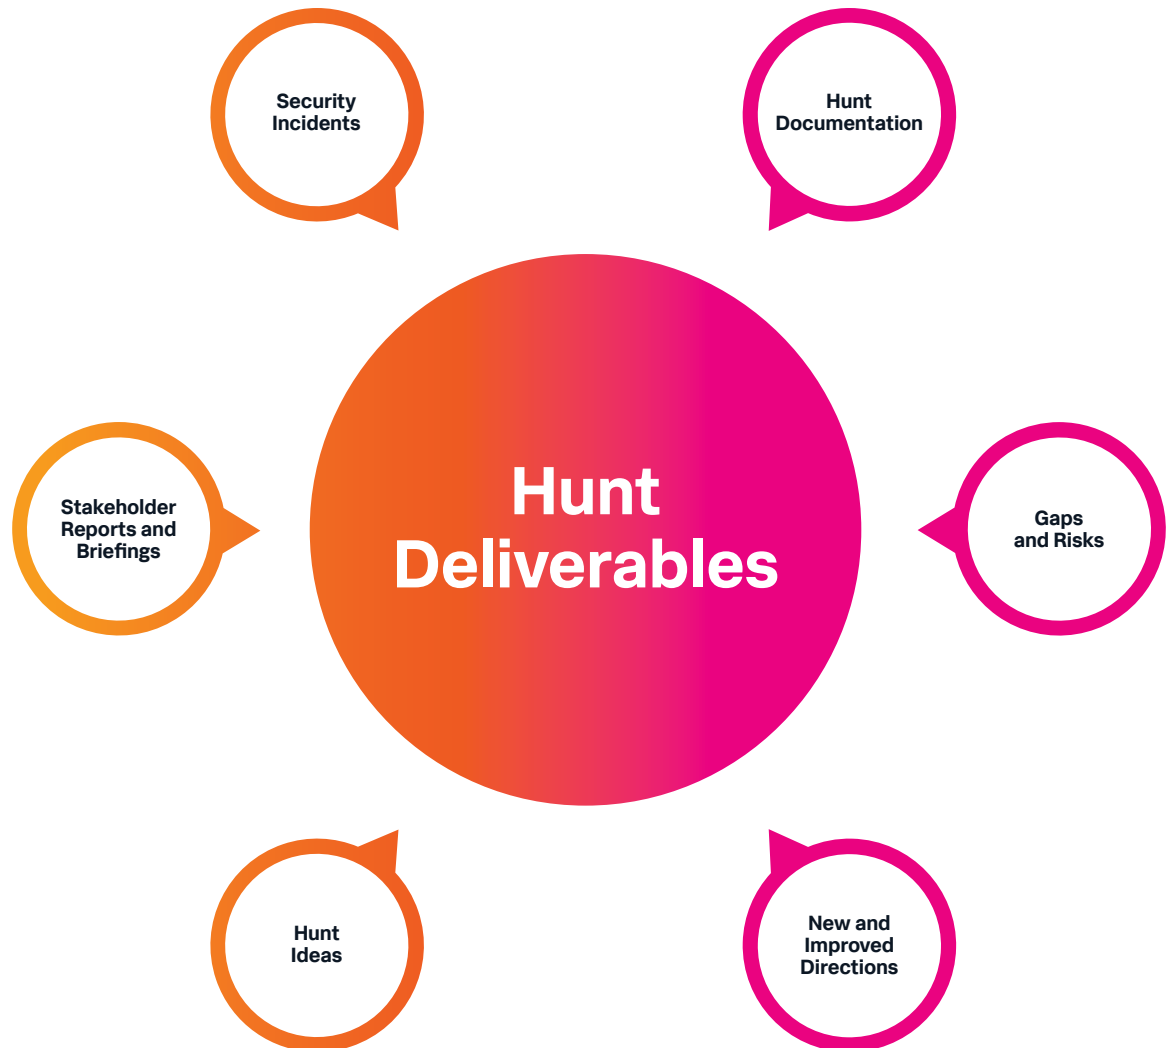 Security
Incidents
Hunt
Documentation
Stakeholder
Reports and
Briefings
Hunt
Deliverables
Gaps
and Risks
Hunt
Ideas
New and
Improved
Directions